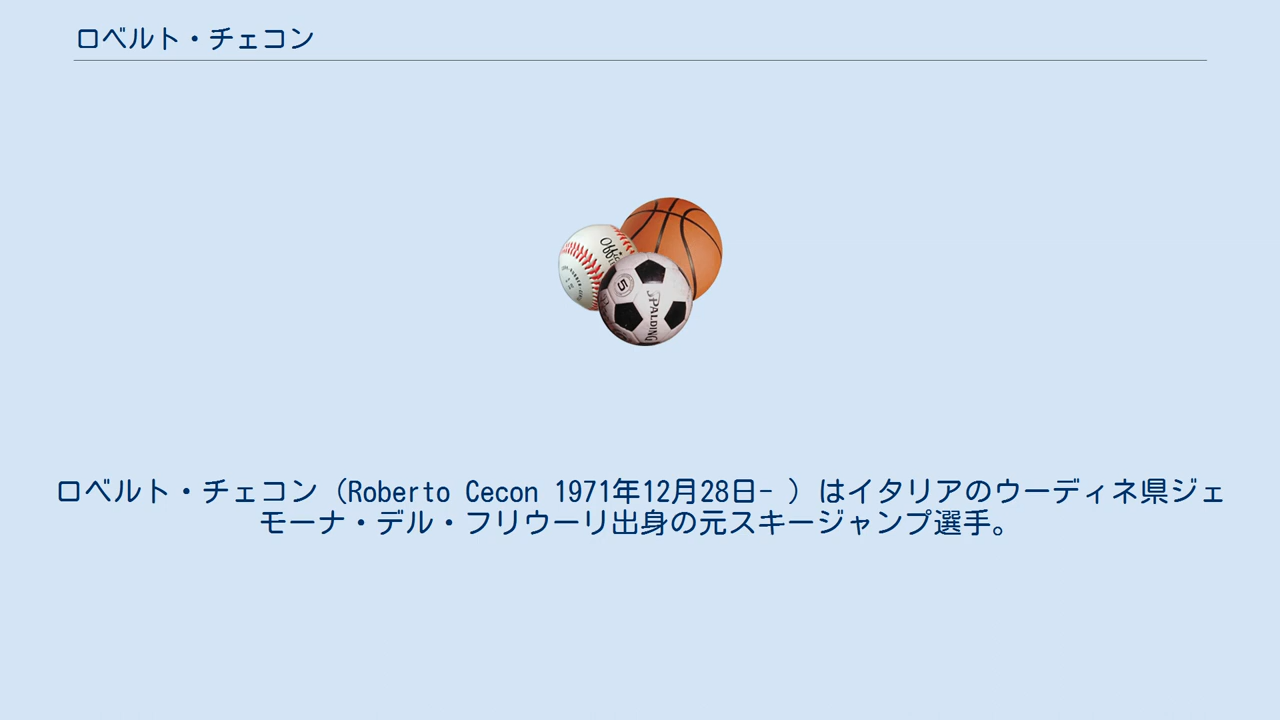 ロベルト・チェコン
Official
5
SPALDING
ロベルト・チェコン（Roberto Cecon 1971年12月28日- ）はイタリアのウーディネ県ジェ
モーナ・デル・フリウーリ出身の元スキージャンプ選手。